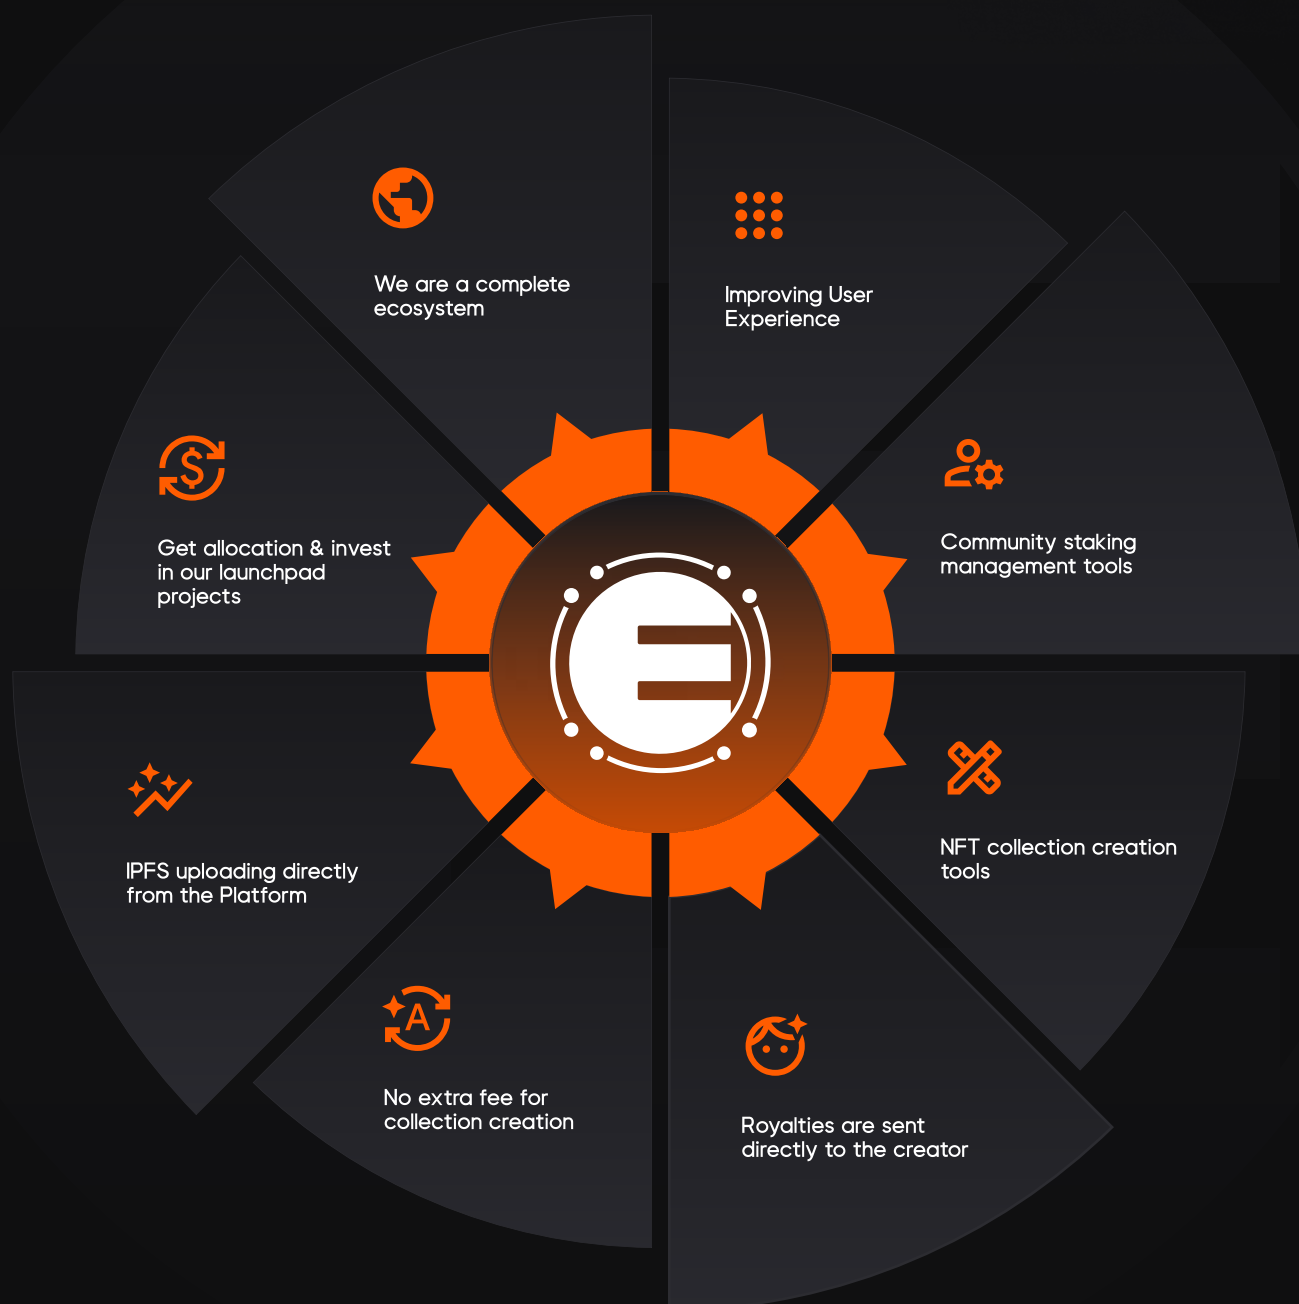 We are a complete
ecosystem
Improving User
Experience
Get allocation & invest
in our launchpad
projects
Community staking
management tools
IPFS uploading directly
from the Platform
NFT collection creation
tools
No extra fee for
collection creation
Royalties are sent
directly to the creator